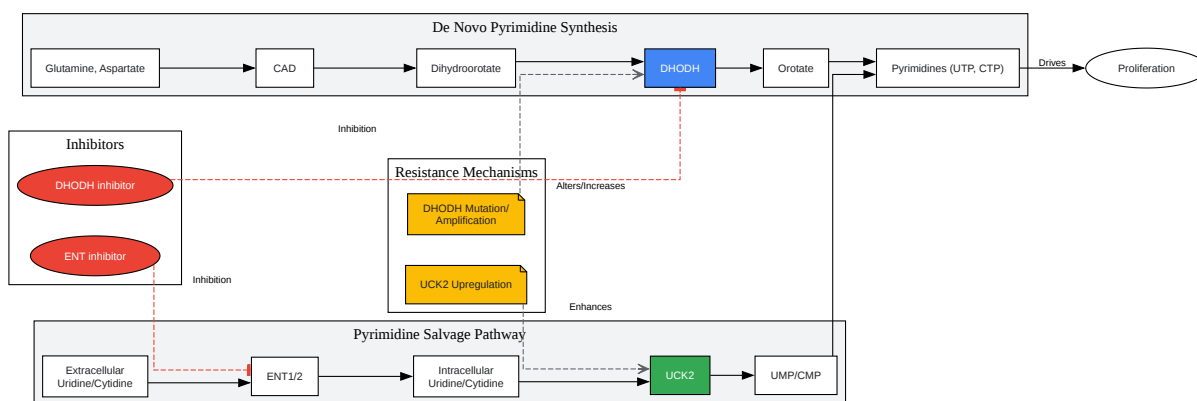 De Novo Pyrimidine Synthesis
Glutamine, Aspartate
CAD
Dihydroorotate
DHODH
Orotate
Pyrimidines (UTP, CTP)
Drives
Proliferation
Inhibition
Inhibitors
DHODH inhibitor
ENT inhibitor
Resistance Mechanisms
Alters/Increases
DHODH Mutation/
Amplification
UCK2 Upregulation
Inhibition
Enhances
Pyrimidine Salvage Pathway
Extracellular
Uridine/Cytidine
ENT1/2
Intracellular
Uridine/Cytidine
UCK2
UMP/CMP